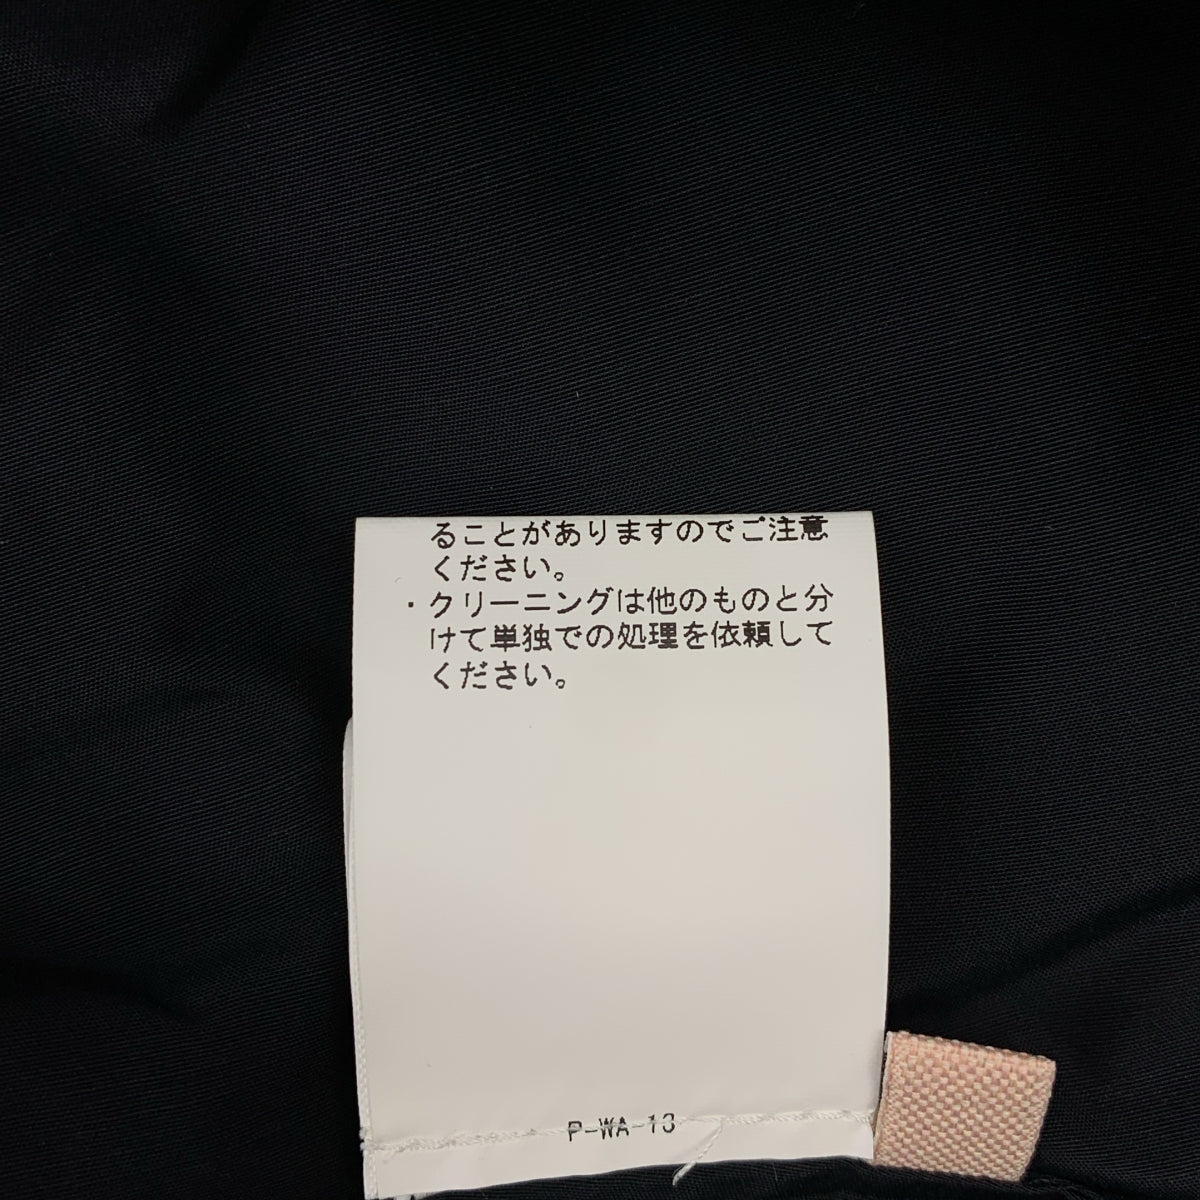 ることがありますのでご注意
ください。
・クリーニングは他のものと分
けて単独での処理を依頼して
ください。
P-WA-13